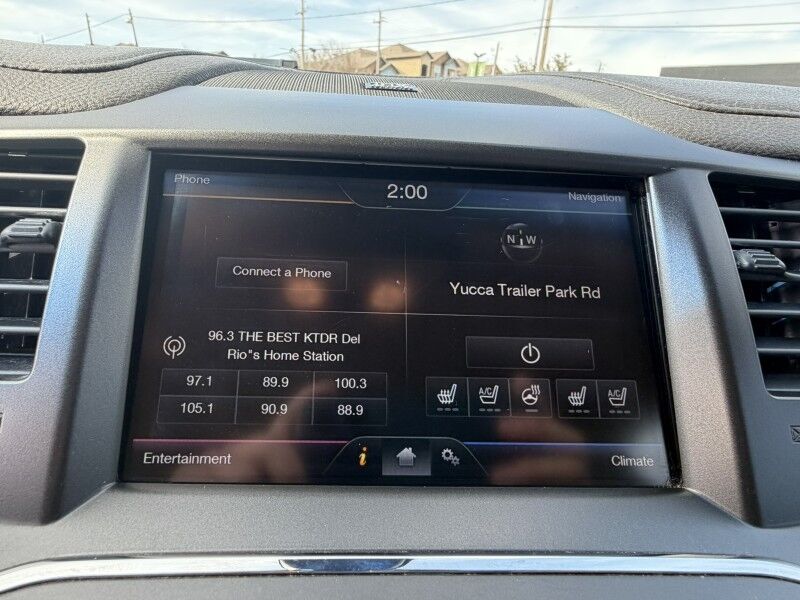 Phone
2:00
Navigation
N W
Connect a Phone
Yucca Trailer Park Rd
96.3 THE BEST KTDR Del
Rio"s Home Station
97.1 89.9 100.3
105.1 90.9 88.9
A/C A/C
Entertainment
i
Climate